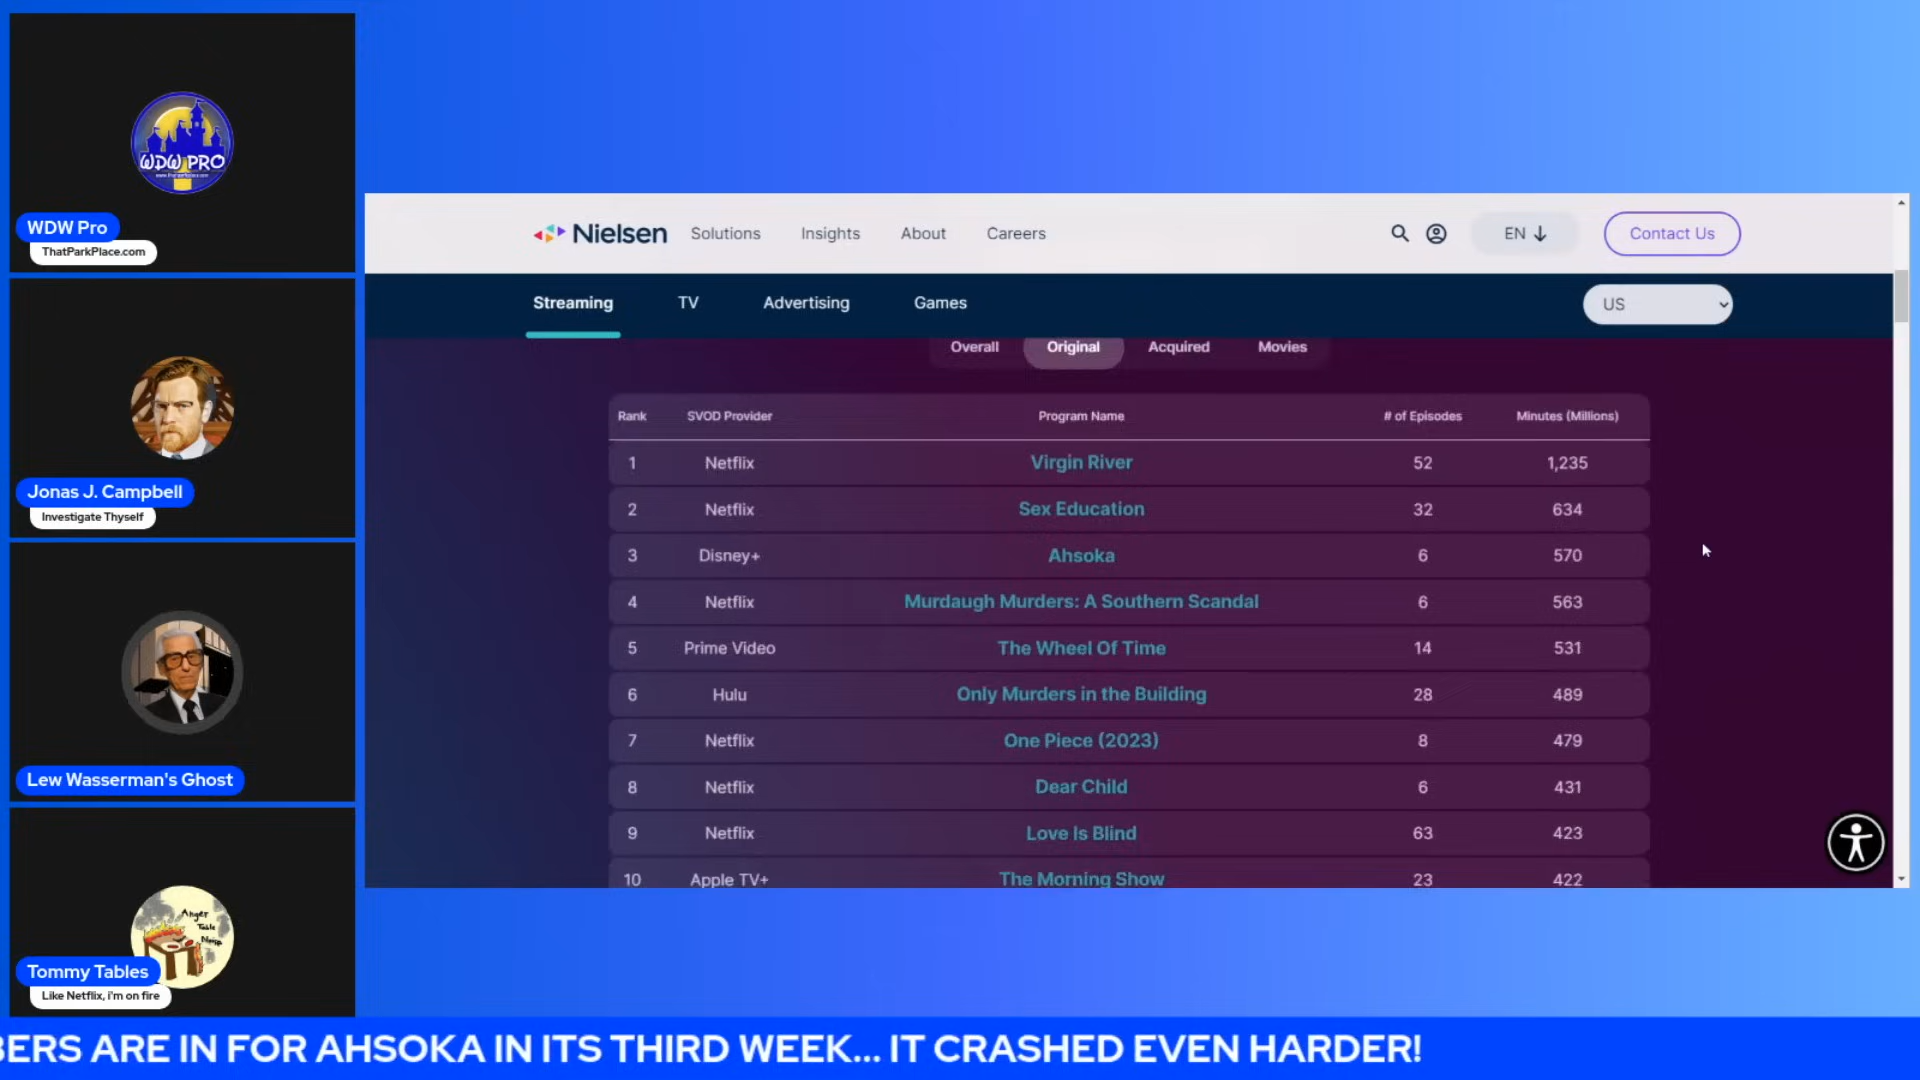 WDW PRO
WDW Pro
ThatParkPlace.com
Jonas J. Campbell
Investigate Thyself
Lew Wasserman's Ghost
Anger
Table
Tommy Tables
Like Netflix, i'm on fire
Nielsen Solutions Insights About Careers EN Contact Us
Streaming TV Advertising Games US
Overall Original Acquired Movies
Rank SVOD Provider Program Name # of Episodes Minutes (Millions)
1 Netflix Virgin River 52 1,235
2 Netflix Sex Education 32 634
3 Disney+ Ahsoka 6 570
4 Netflix Murdaugh Murders: A Southern Scandal 6 563
5 Prime Video The Wheel Of Time 14 531
6 Hulu Only Murders in the Building 28 489
7 Netflix One Piece (2023) 8 479
8 Netflix Dear Child 6 431
9 Netflix Love Is Blind 63 423
10 Apple TV+ The Morning Show 23 422
BERS ARE IN FOR AHSOKA IN ITS THIRD WEEK... IT CRASHED EVEN HARDER!